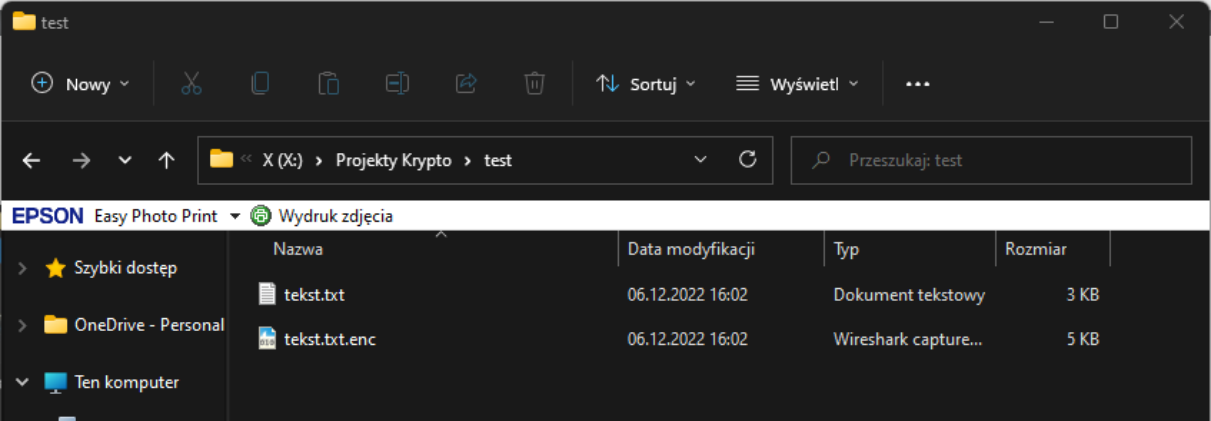 test
Nowy
Sortuj
Wyświetl
X (X:) Projekty Krypto test
Przeszukaj: test
EPSON Easy Photo Print Wydruk zdjęcia
Nazwa Data modyfikacji Typ Rozmiar
Szybki dostęp
tekst.txt 06.12.2022 16:02 Dokument tekstowy 3 KB
OneDrive - Personal
tekst.txt.enc 06.12.2022 16:02 Wireshark capture... 5 KB
Ten komputer